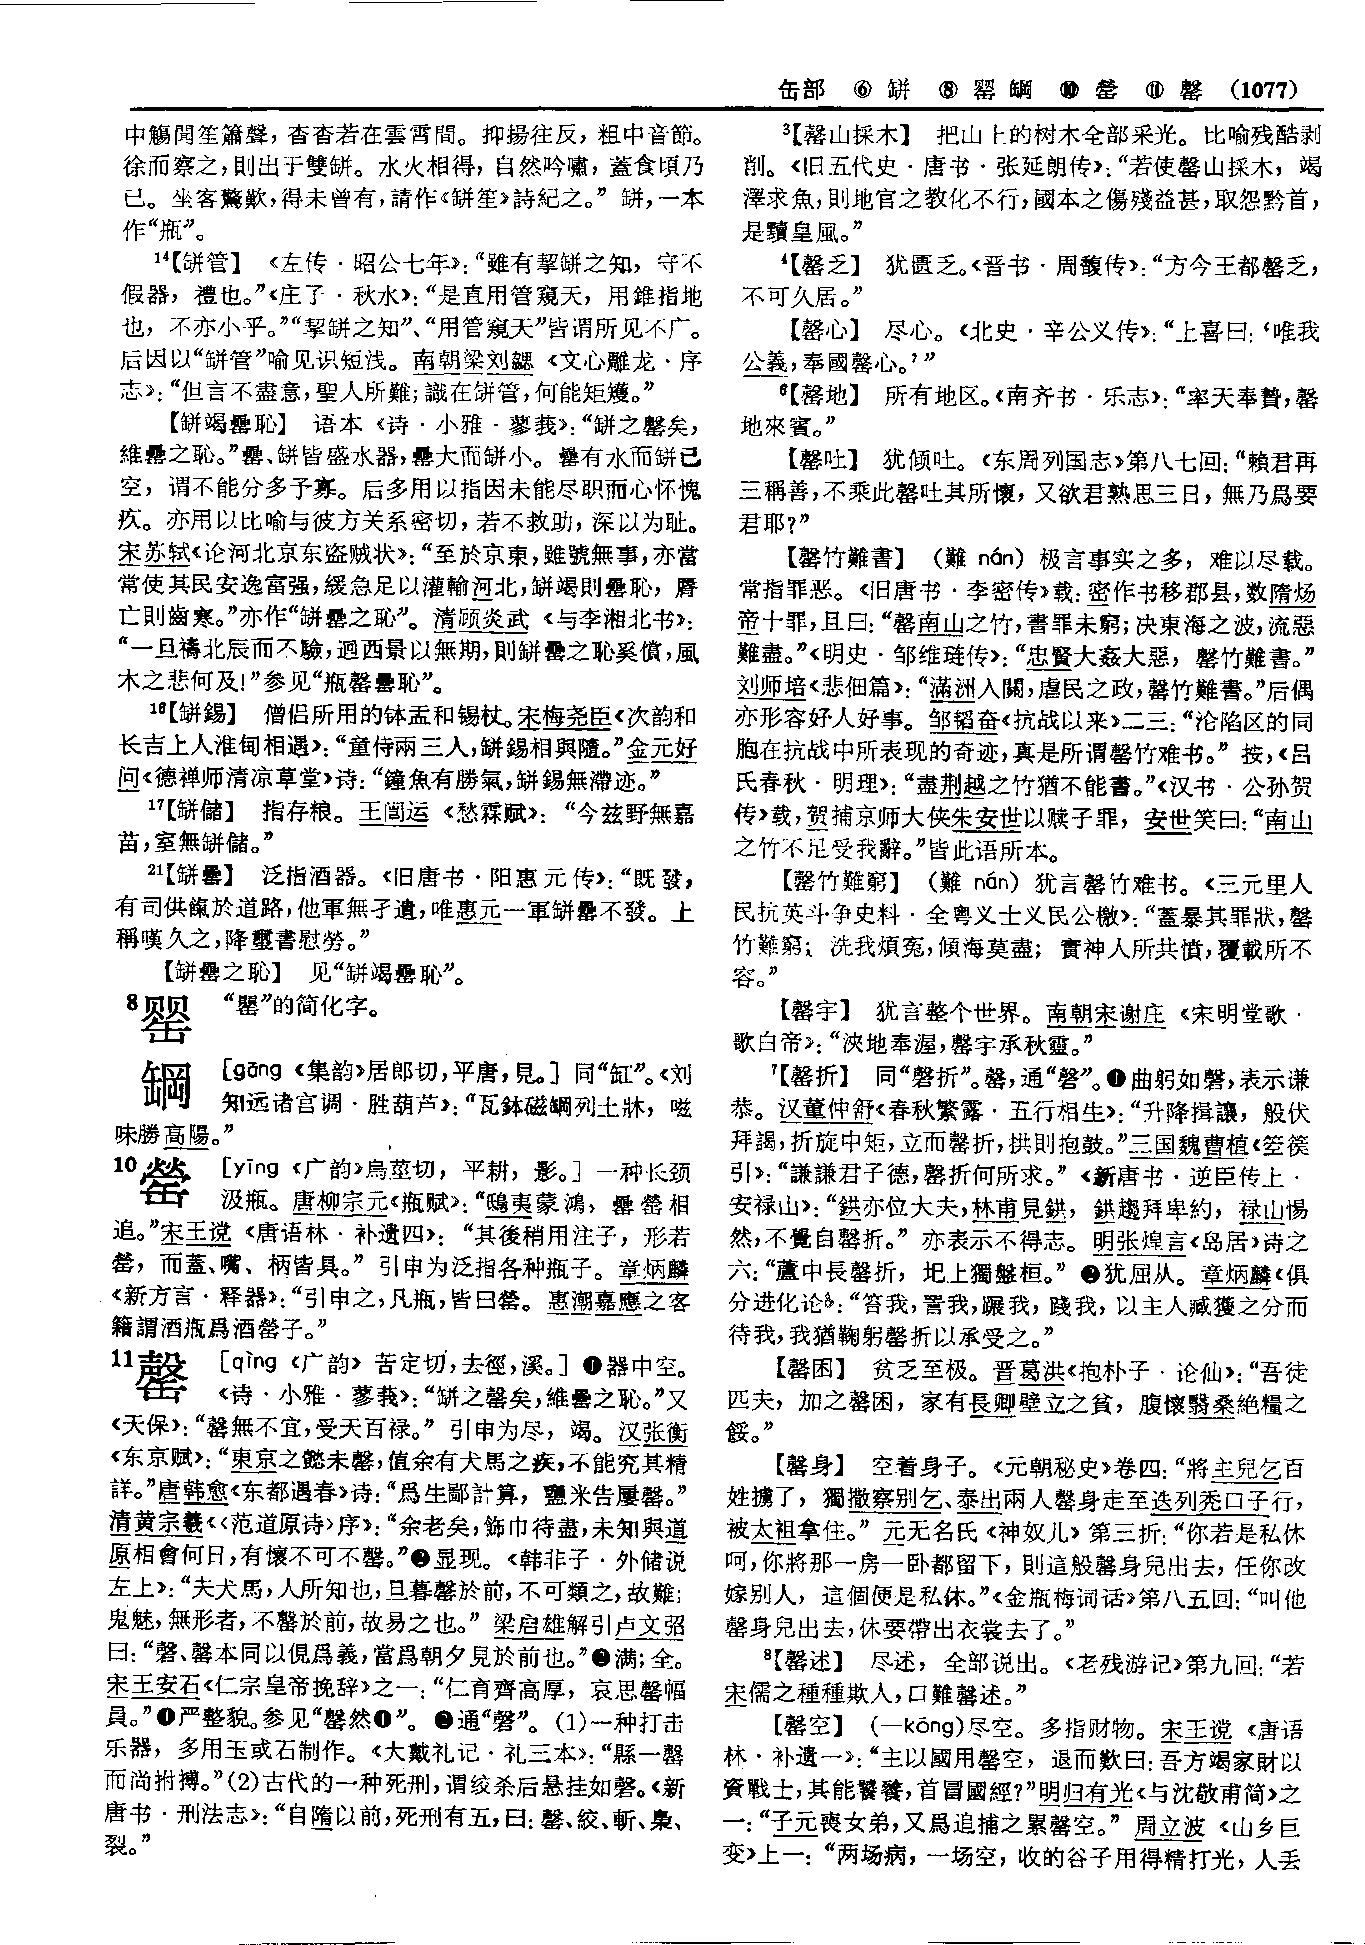 缶部 ⑥缾 ⑧罂 䍗 ⑩罃 ⑪罄 (1077)
中觴聞笙簫聲，杳杳若在雲霄間。抑揚往反，粗中音節。
徐而察之，則出于雙缾。水火相得，自然吟嘯，蓋食頃乃
已。坐客驚歎，得未曾有，請作《缾笙》詩紀之。”缾，一本
作“瓶”。
14【缾管】 《左传·昭公七年》：“雖有挈缾之知，守不
假器，禮也。”《庄子·秋水》：“是直用管窺天，用錐指地
也，不亦小乎。”“挈缾之知”、“用管窺天”皆谓所见不广。
后因以“缾管”喻见识短浅。南朝梁刘勰《文心雕龙·序
志》：“但言不盡意，聖人所難；識在缾管，何能矩矱。”
【缾竭罍恥】 语本《诗·小雅·蓼莪》：“缾之罄矣，
維罍之恥。”罍、缾皆盛水器，罍大而缾小。罍有水而缾已
空，谓不能分多予寡。后多用以指因未能尽职而心怀愧
疚。亦用以比喻与彼方关系密切，若不救助，深以为耻。
宋苏轼《论河北京东盗贼状》：“至於京東，雖號無事，亦當
常使其民安逸富强，緩急足以灌輸河北，缾竭則罍恥，脣
亡則齒寒。”亦作“缾罍之恥”。清顾炎武《与李湘北书》：
“一旦禱北辰而不驗，迴西景以無期，則缾罍之恥奚償，風
木之悲何及！”参见“瓶罄罍恥”。
16【缾錫】 僧侣所用的钵盂和锡杖。宋梅尧臣《次韵和
长吉上人淮甸相遇》：“童侍兩三人，缾錫相與隨。”金元好
问《德禅师清凉草堂》诗：“鐘魚有勝氣，缾錫無滯迹。”
17【缾儲】 指存粮。王闿运《愁霖赋》：“今兹野無嘉
苗，室無缾儲。”
21【缾罍】 泛指酒器。《旧唐书·阳惠元传》：“既發，
有司供餼於道路，他軍無孑遺，唯惠元一軍缾罍不發。上
稱嘆久之，降璽書慰勞。”
【缾罍之恥】 见“缾竭罍恥”。
8罂 “罌”的简化字。
䍗 [gāng《集韵》居郎切，平唐，見。] 同“缸”。《刘
知远诸宫调·胜葫芦》：“瓦鉢磁䍗列土牀，嗞
味勝高陽。”
10罃 [yīng《广韵》烏莖切，平耕，影。] 一种长颈
汲瓶。唐柳宗元《瓶赋》：“鴟夷蒙鴻，罍罃相
追。”宋王谠《唐语林·补遗四》：“其後稍用注子，形若
罃，而蓋、嘴、柄皆具。”引申为泛指各种瓶子。章炳麟
《新方言·释器》：“引申之，凡瓶，皆曰罃。惠潮嘉應之客
籍謂酒瓶爲酒罃子。”
11罄 [qìng《广韵》苦定切，去徑，溪。] ❶器中空。
《诗·小雅·蓼莪》：“缾之罄矣，維罍之恥。”又
《天保》：“罄無不宜，受天百禄。”引申为尽，竭。汉张衡
《东京赋》：“東京之懿未罄，值余有犬馬之疾，不能究其精
詳。”唐韩愈《东都遇春》诗：“爲生鄙計算，鹽米告屢罄。”
清黄宗羲《〈范道原诗〉序》：“余老矣，飾巾待盡，未知與道
原相會何日，有懷不可不罄。”❷显现。《韩非子·外储说
左上》：“夫犬馬，人所知也，旦暮罄於前，不可類之，故難；
鬼魅，無形者，不罄於前，故易之也。”梁启雄解引卢文弨
曰：“磬、罄本同以俔爲義，當爲朝夕見於前也。”❸满；全。
宋王安石《仁宗皇帝挽辞》之一：“仁育齊高厚，哀思罄幅
員。”❹严整貌。参见“罄然❶”。❺通“磬”。(1)一种打击
乐器，多用玉或石制作。《大戴礼记·礼三本》：“縣一罄
而尚拊搏。”(2)古代的一种死刑，谓绞杀后悬挂如磬。《新
唐书·刑法志》：“自隋以前，死刑有五，曰：罄、絞、斬、梟、
裂。”
3【罄山採木】 把山上的树木全部采光。比喻残酷剥
削。《旧五代史·唐书·张延朗传》：“若使罄山採木，竭
澤求魚，則地官之教化不行，國本之傷殘益甚，取怨黔首，
是黷皇風。”
4【罄乏】 犹匮乏。《晋书·周馥传》：“方今王都罄乏，
不可久居。”
【罄心】 尽心。《北史·辛公义传》：“上喜曰：‘唯我
公義，奉國罄心。’”
6【罄地】 所有地区。《南齐书·乐志》：“率天奉贄，罄
地來賓。”
【罄吐】 犹倾吐。《东周列国志》第八七回：“賴君再
三稱善，不乘此罄吐其所懷，又欲君熟思三日，無乃爲要
君耶？”
【罄竹難書】 （難 nán）极言事实之多，难以尽载。
常指罪恶。《旧唐书·李密传》载：密作书移郡县，数隋炀
帝十罪，且曰：“罄南山之竹，書罪未窮；决東海之波，流惡
難盡。”《明史·邹维琏传》：“忠賢大姦大惡，罄竹難書。”
刘师培《悲佃篇》：“滿洲入關，虐民之政，罄竹難書。”后偶
亦形容好人好事。邹韬奋《抗战以来》二三：“沦陷区的同
胞在抗战中所表现的奇迹，真是所谓罄竹难书。”按，《吕
氏春秋·明理》：“盡荆越之竹猶不能書。”《汉书·公孙贺
传》载，贺捕京师大侠朱安世以赎子罪，安世笑曰：“南山
之竹不足受我辭。”皆此语所本。
【罄竹難窮】 （難 nán）犹言罄竹难书。《三元里人
民抗英斗争史料·全粤义士义民公檄》：“蓋暴其罪狀，罄
竹難窮；洗我煩冤，傾海莫盡；實神人所共憤，覆載所不
容。”
【罄宇】 犹言整个世界。南朝宋谢庄《宋明堂歌·
歌白帝》：“浹地奉渥，罄宇承秋靈。”
7【罄折】 同“磬折”。罄，通“磬”。❶曲躬如磬，表示谦
恭。汉董仲舒《春秋繁露·五行相生》：“升降揖讓，般伏
拜謁，折旋中矩，立而罄折，拱則抱鼓。”三国魏曹植《箜篌
引》：“謙謙君子德，罄折何所求。”《新唐书·逆臣传上·
安禄山》：“鉷亦位大夫，林甫見鉷，鉷趨拜卑約，禄山惕
然，不覺自罄折。”亦表示不得志。明张煌言《岛居》诗之
六：“蘆中長罄折，圯上獨盤桓。”❷犹屈从。章炳麟《俱
分进化论》：“笞我，詈我，蹍我，踐我，以主人臧獲之分而
待我，我猶鞠躬罄折以承受之。”
【罄困】 贫乏至极。晋葛洪《抱朴子·论仙》：“吾徒
匹夫，加之罄困，家有長卿壁立之貧，腹懷翳桑絶糧之
餒。”
【罄身】 空着身子。《元朝秘史》卷四：“將主兒乞百
姓擄了，獨撒察别乞、泰出兩人罄身走至迭列禿口子行，
被太祖拿住。”元无名氏《神奴儿》第三折：“你若是私休
呵，你將那一房一卧都留下，則這般罄身兒出去，任你改
嫁别人，這個便是私休。”《金瓶梅词话》第八五回：“叫他
罄身兒出去，休要帶出衣裳去了。”
8【罄述】 尽述，全部说出。《老残游记》第九回：“若
宋儒之種種欺人，口難罄述。”
【罄空】 (—kōng)尽空。多指财物。宋王谠《唐语
林·补遗一》：“主以國用罄空，退而歎曰：吾方竭家財以
資戰士，其能饕餮，首冒國經？”明归有光《与沈敬甫简》之
一：“子元喪女弟，又爲追捕之累罄空。”周立波《山乡巨
变》上一：“两场病，一场空，收的谷子用得精打光，人丢